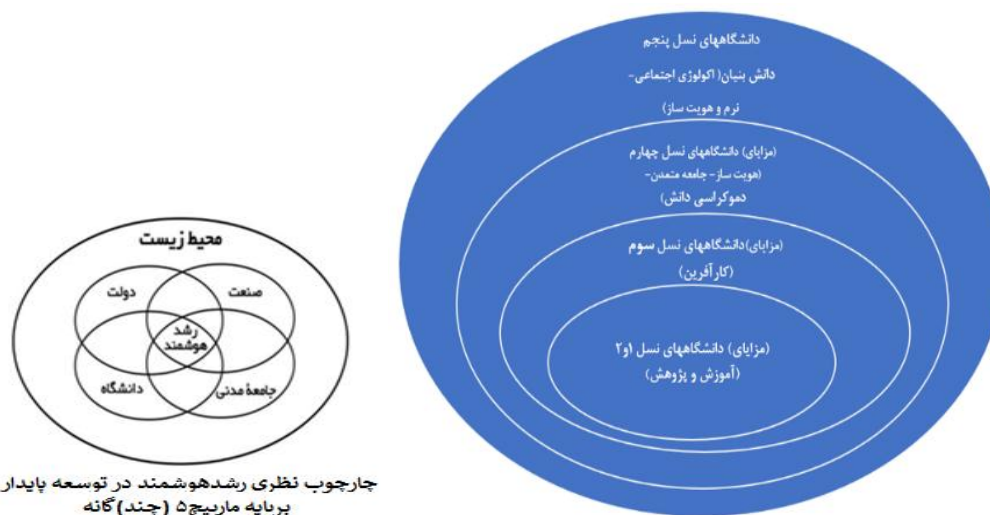 دانشگاههای نسل پنجم
دانش بنیان( اکولوژی اجتماعی-
نرم و هویت ساز)
(مزایای) دانشگاههای نسل چهارم
(هویت ساز- جامعه متمدن-
دموکراسی دانش)
(مزایای)دانشگاههای نسل سوم
(کارآفرین)
(مزایای) دانشگاههای نسل ۱و۲
(آموزش و پژوهش)
محیط زیست
صنعت
دولت
رشد
هوشمند
جامعهٔ مدنی
دانشگاه
چارچوب نظری رشدهوشمند در توسعه پایدار
برپایه مارپیچ۵ (چند)گانه